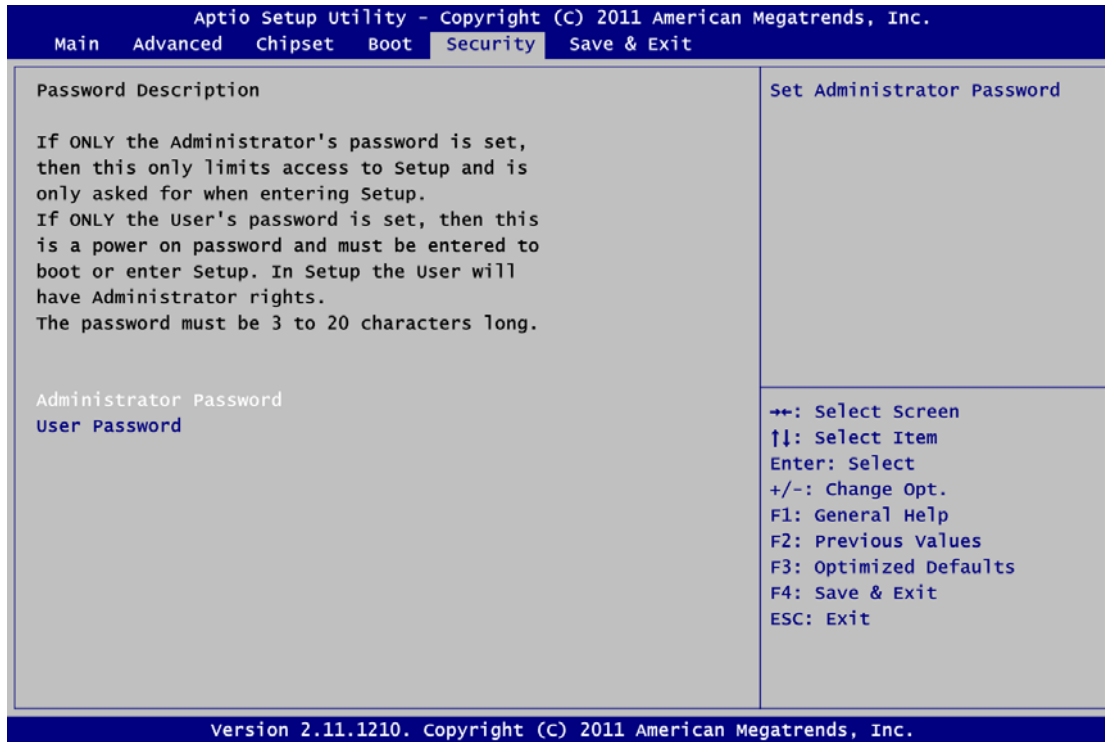 Aptio Setup Utility - Copyright (C) 2011 American Megatrends, Inc.
Main Advanced Chipset Boot Security Save & Exit
Password Description
If ONLY the Administrator's password is set,
then this only limits access to Setup and is
only asked for when entering Setup.
If ONLY the User's password is set, then this
is a power on password and must be entered to
boot or enter Setup. In Setup the User will
have Administrator rights.
The password must be 3 to 20 characters long.
Administrator Password
User Password
Set Administrator Password
→←: Select Screen
↑↓: Select Item
Enter: Select
+/-: Change Opt.
F1: General Help
F2: Previous Values
F3: Optimized Defaults
F4: Save & Exit
ESC: Exit
Version 2.11.1210. Copyright (C) 2011 American Megatrends, Inc.